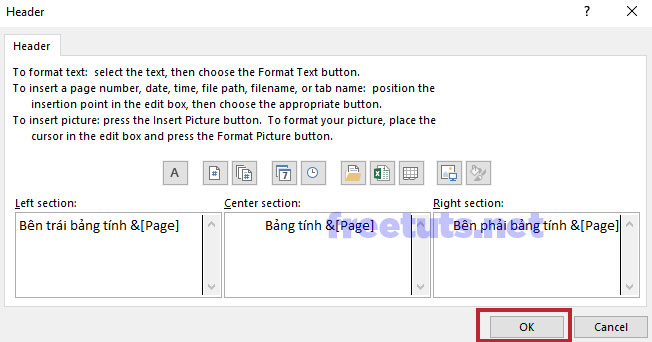 Header
Header
To format text: select the text, then choose the Format Text button.
To insert a page number, date, time, file path, filename, or tab name: position the
insertion point in the edit box, then choose the appropriate button.
To insert picture: press the Insert Picture button. To format your picture, place the
cursor in the edit box and press the Format Picture button.
A # # 7
Left section: Center section: Right section:
Bên trái bảng tính &[Page] Bảng tính &[Page] Bên phải bảng tính &[Page]
freetuts.net
OK Cancel